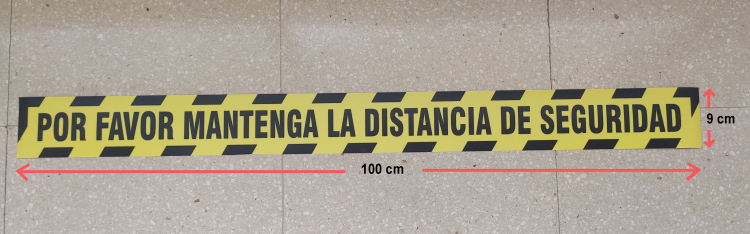 POR FAVOR MANTENGA LA DISTANCIA DE SEGURIDAD
9 cm
100 cm